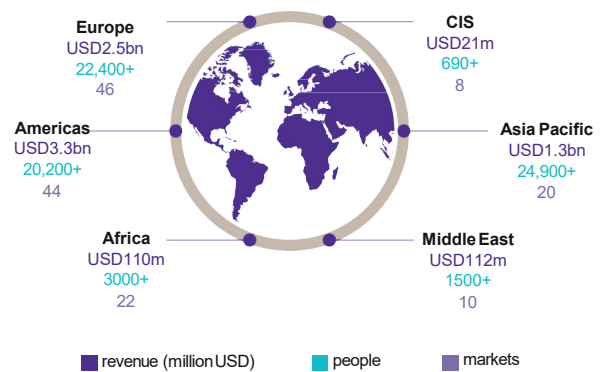 Europe
USD2.5bn
22,400+
46
CIS
USD21m
690+
8
Americas
USD3.3bn
20,200+
44
Asia Pacific
USD1.3bn
24,900+
20
Africa
USD110m
3000+
22
Middle East
USD112m
1500+
10
revenue (million USD)
people
markets